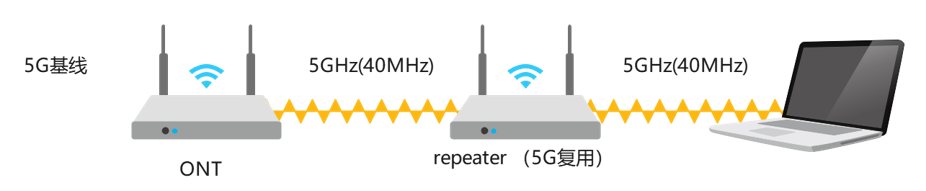 5G基线
5GHz(40MHz)
5GHz(40MHz)
ONT
repeater （5G复用）